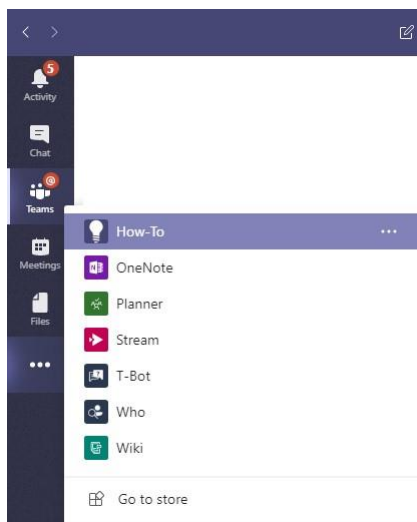 5
Activity
Chat
@
Teams
Meetings
Files
How-To
OneNote
Planner
Stream
T-Bot
Who
Wiki
Go to store